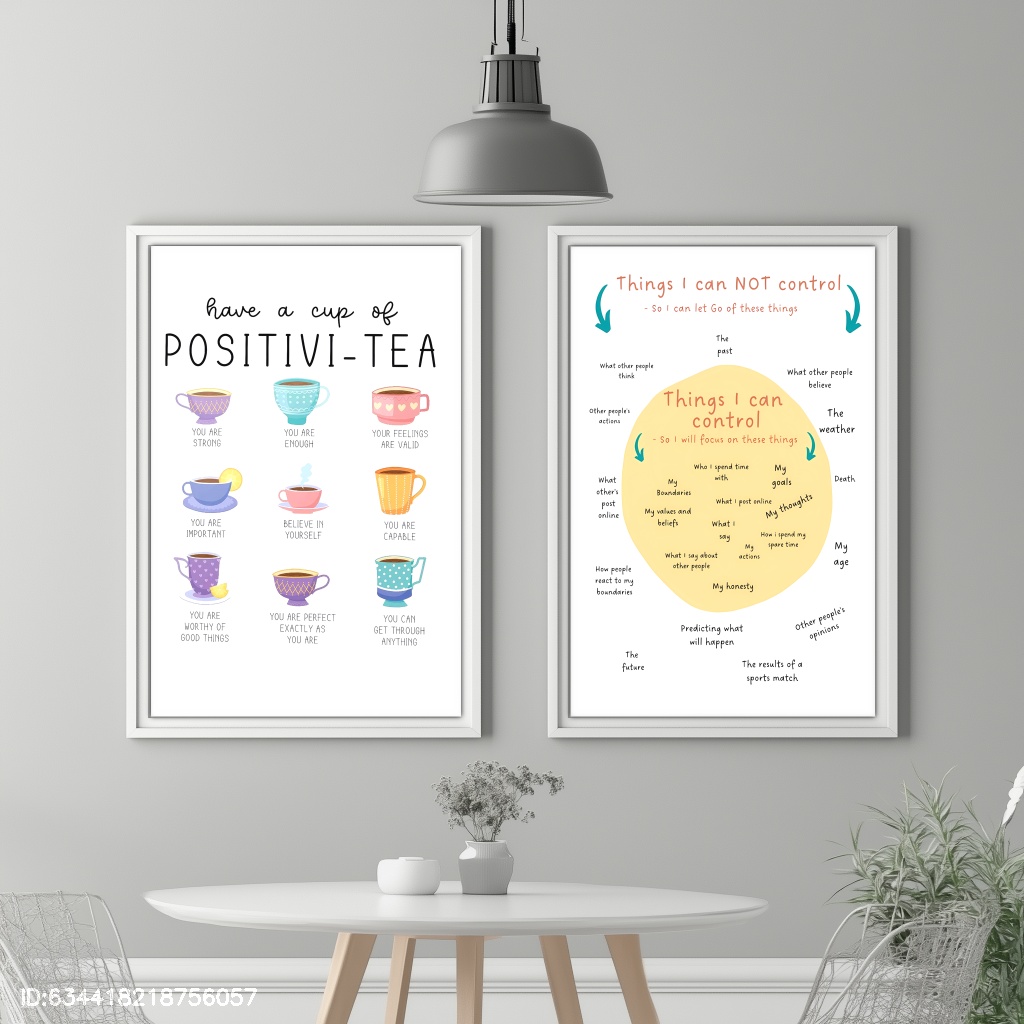 have a cup of
POSITIVI-TEA
YOU ARE
STRONG
YOU ARE
ENOUGH
YOUR FEELINGS
ARE VALID
YOU ARE
IMPORTANT
BELIEVE IN
YOURSELF
YOU ARE
CAPABLE
YOU ARE
WORTHY OF
GOOD THINGS
YOU ARE PERFECT
EXACTLY AS
YOU ARE
YOU CAN
GET THROUGH
ANYTHING
Things I can NOT control
- So I can let Go of these things
The
past
What other people
think
What other people
believe
Other people's
actions
The
weather
What
other's
post
online
Death
How people
react to my
boundaries
My
age
Predicting what
will happen
Other people's
opinions
The
future
The results of a
sports match
Things I can
control
- So I will focus on these things
Who I spend time
with
My
goals
My
Boundaries
What I post online
My thoughts
My values and
beliefs
What I
say
How i spend my
spare time
My
actions
What I say about
other people
My honesty
ID:634418218756057